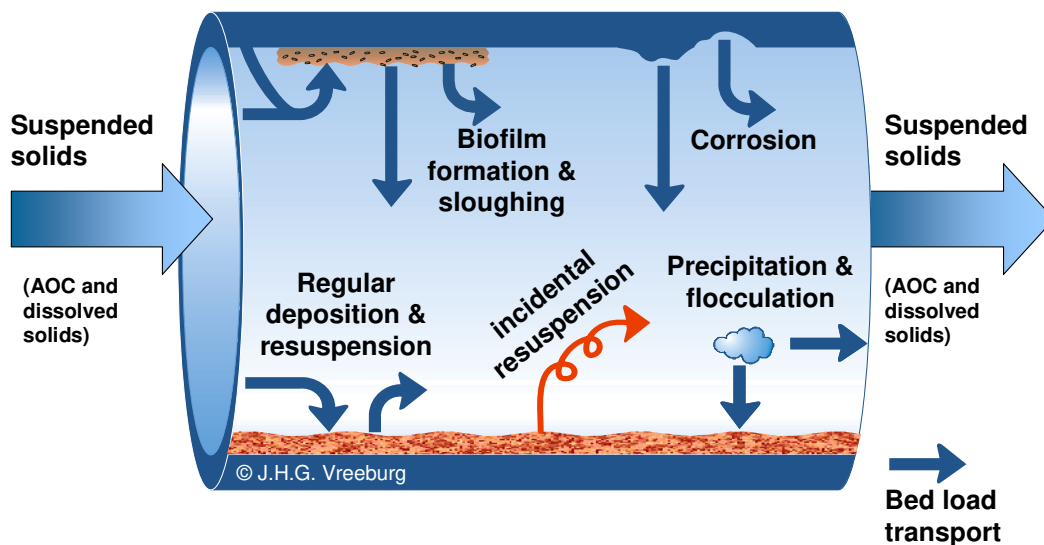 Suspended
solids
(AOC and
dissolved
solids)
Biofilm
formation &
sloughing
Corrosion
Regular
deposition &
resuspension
incidental
resuspension
Precipitation &
flocculation
© J.H.G. Vreeburg
Suspended
solids
(AOC and
dissolved
solids)
Bed load
transport